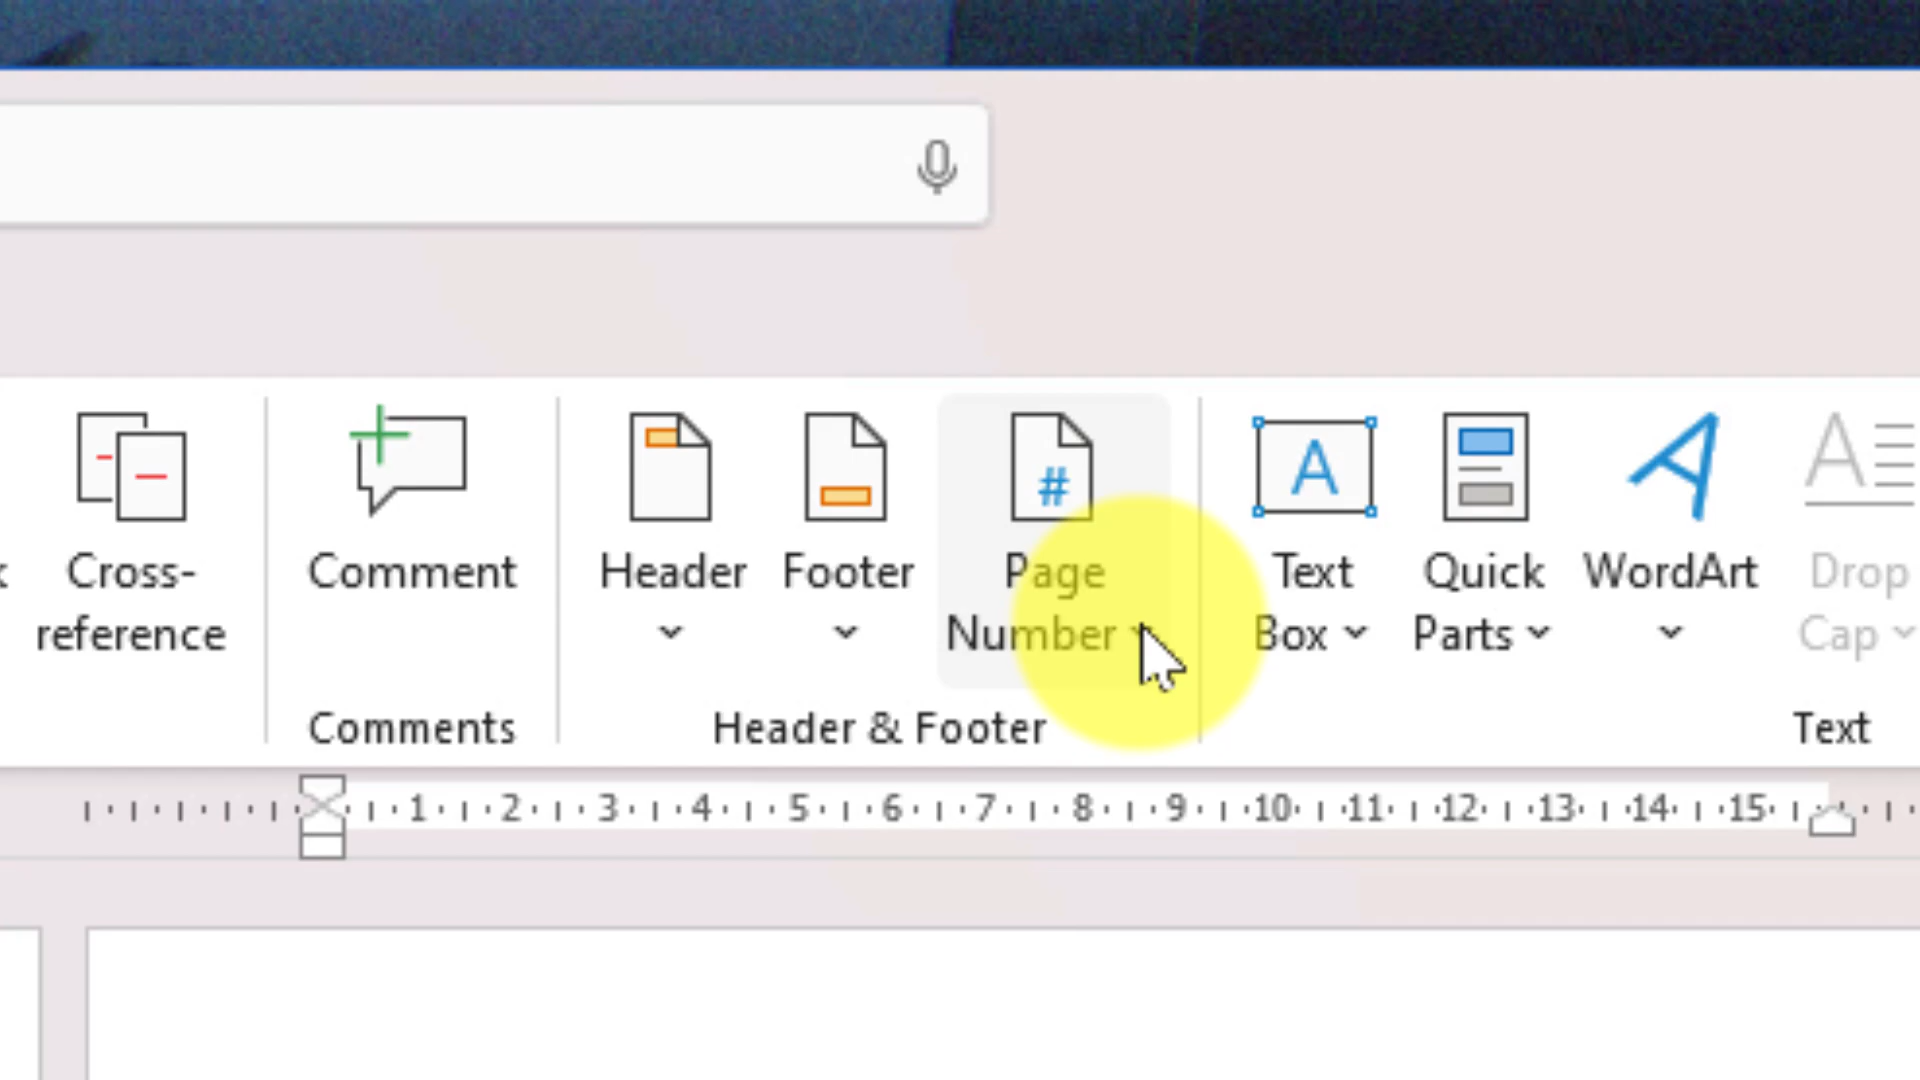 Cross-
reference
Comment
Header
Footer
Page
Number
Text
Box
Quick
Parts
WordArt
Drop
Cap
Comments
Header & Footer
Text
1 2 3 4 5 6 7 8 9 10 11 12 13 14 15